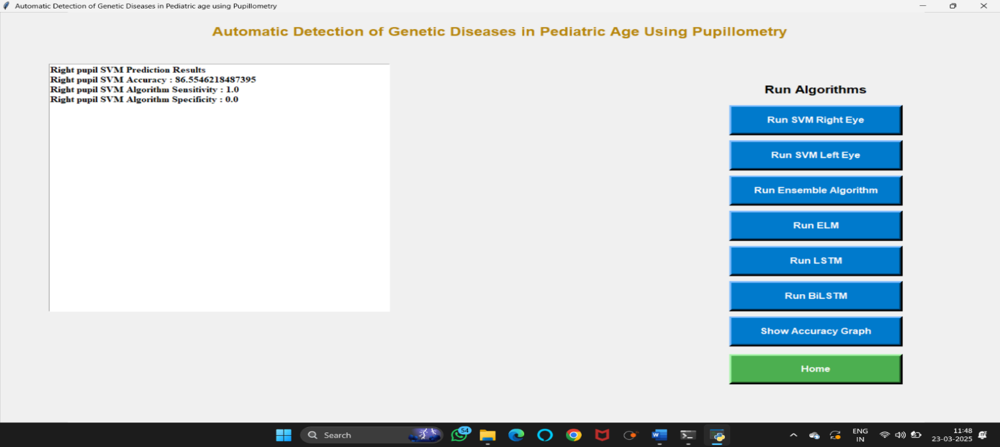 Automatic Detection of Genetic Diseases in Pediatric age using Pupillometry
Automatic Detection of Genetic Diseases in Pediatric Age Using Pupillometry
Right pupil SVM Prediction Results
Right pupil SVM Accuracy : 86.5546218487395
Right pupil SVM Algorithm Sensitivity : 1.0
Right pupil SVM Algorithm Specificity : 0.0
Run Algorithms
Run SVM Right Eye
Run SVM Left Eye
Run Ensemble Algorithm
Run ELM
Run LSTM
Run BiLSTM
Show Accuracy Graph
Home
Search
54
ENG
IN
11:48
23-03-2025